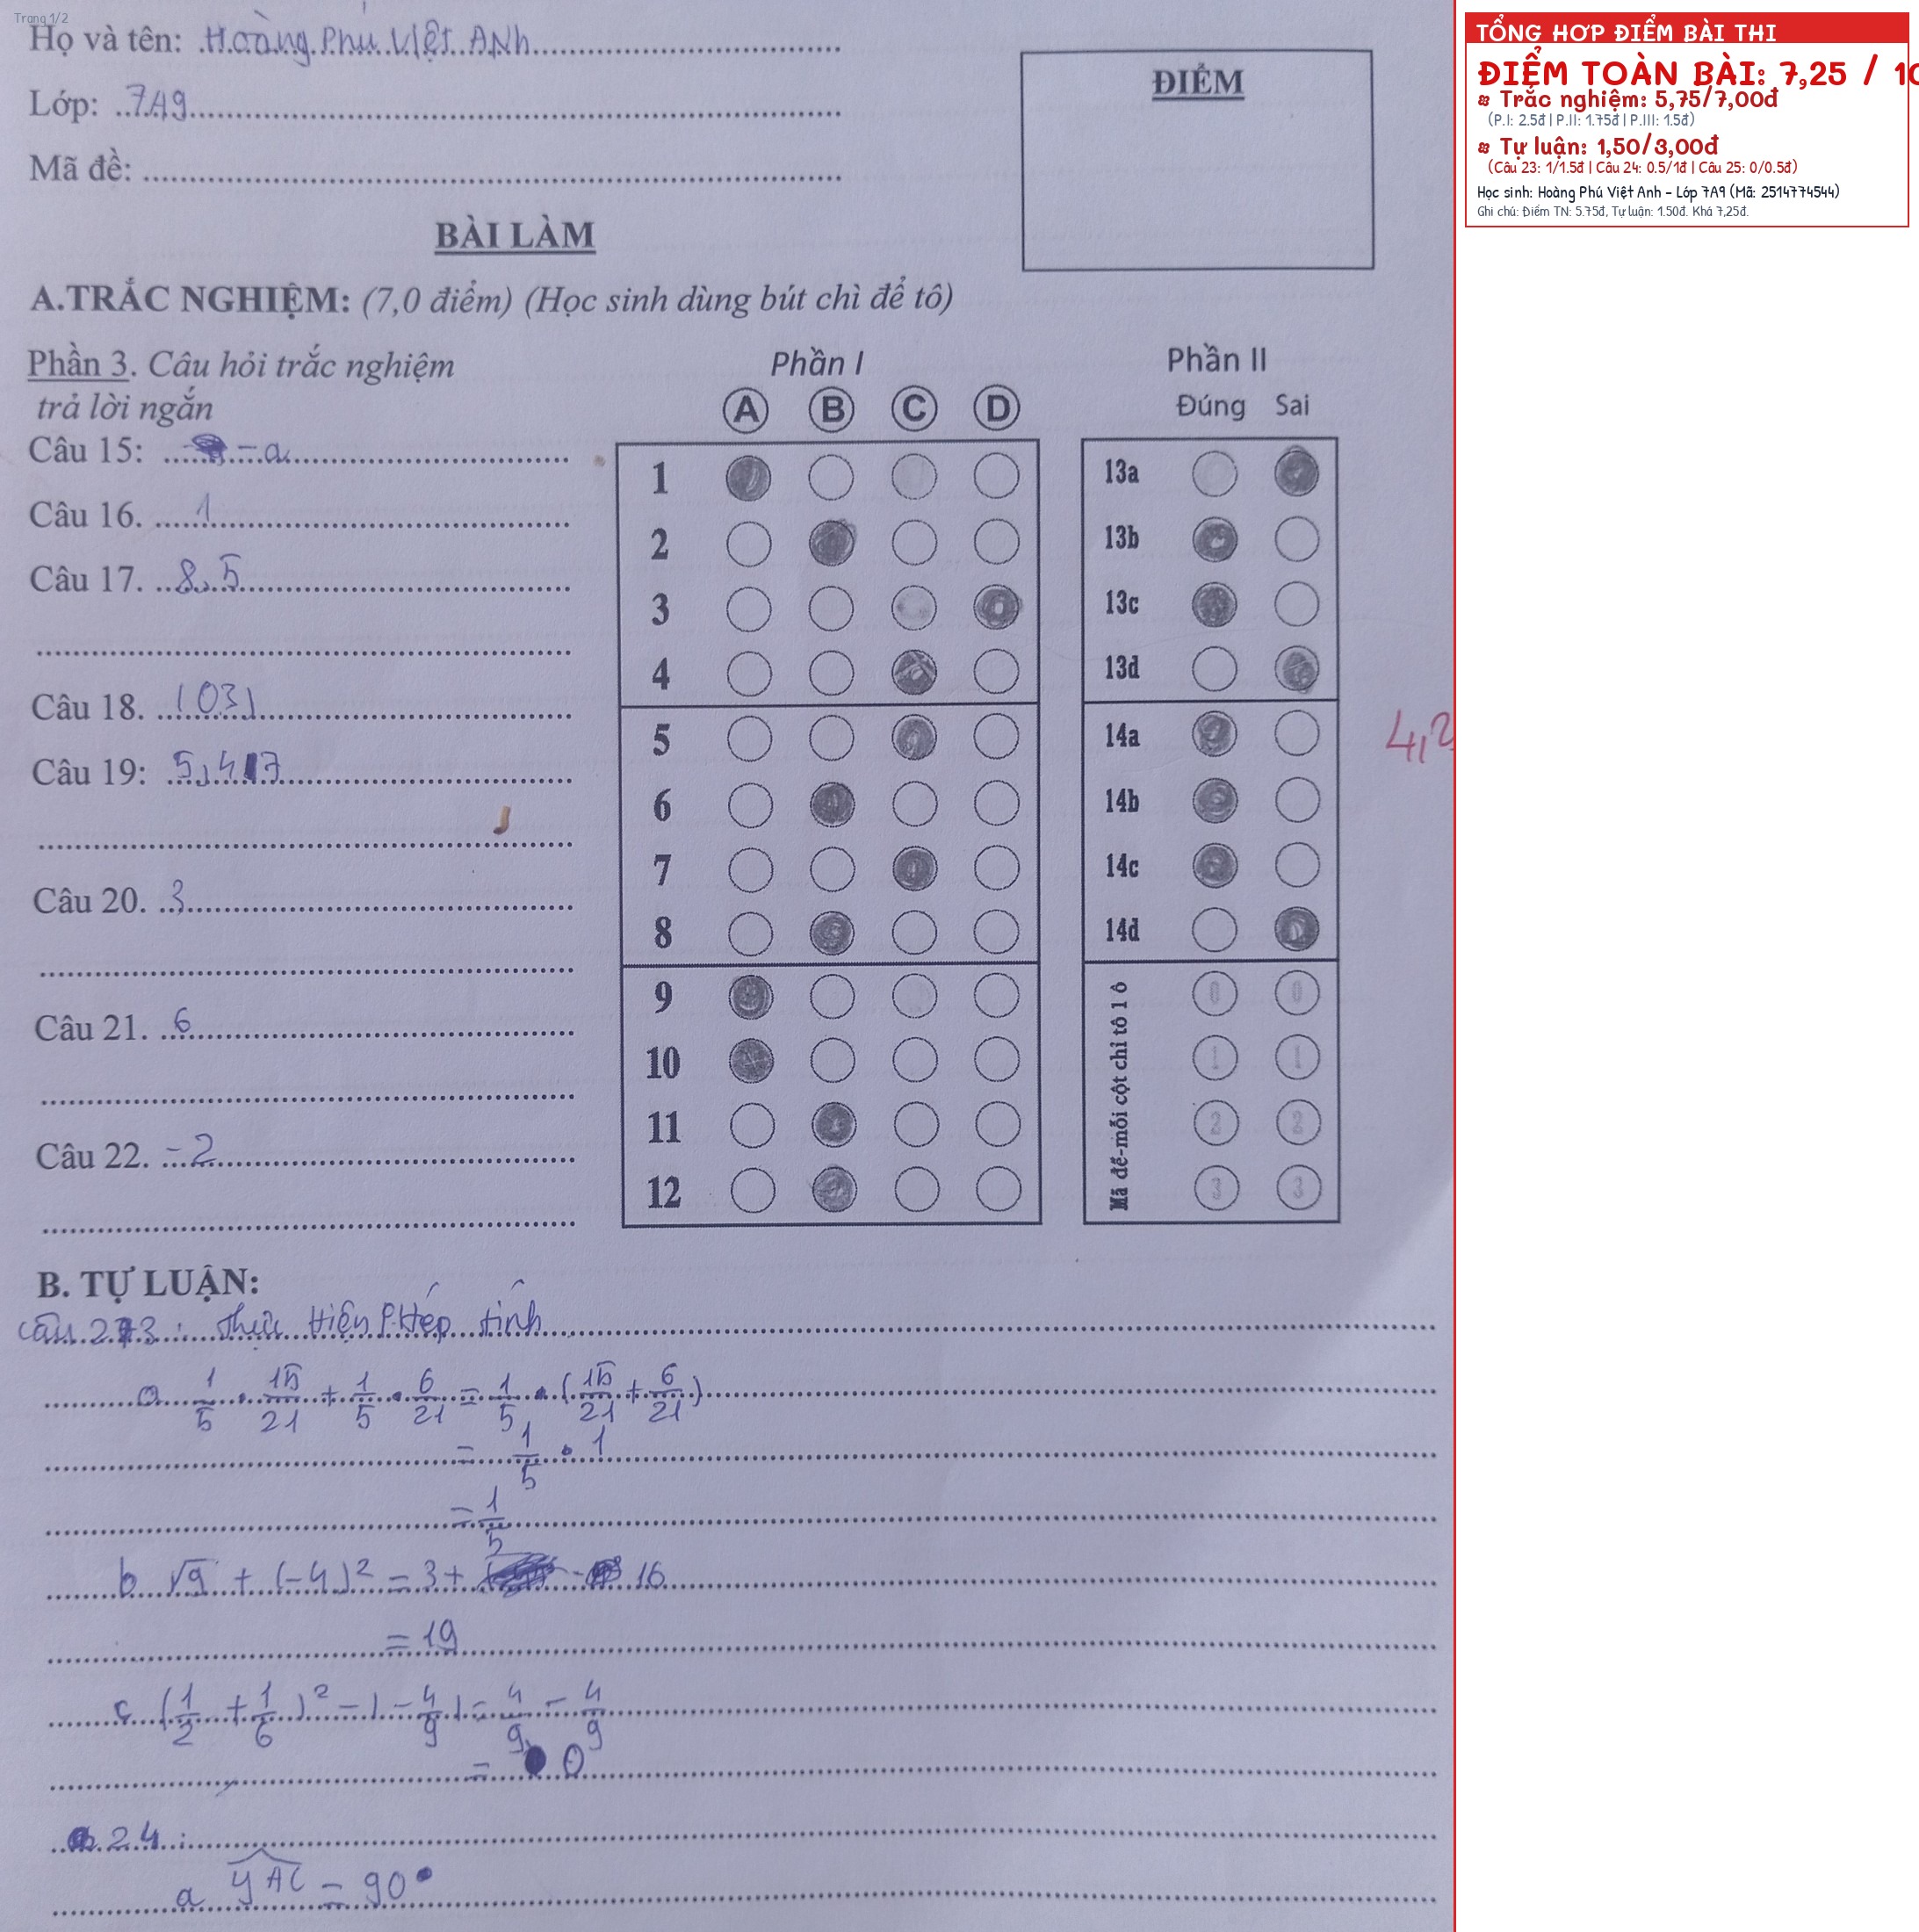 Trang 1/2
Họ và tên: Hoàng Phú Việt ANh
Lớp: 7A9
Mã đề:
ĐIỂM
BÀI LÀM
A.TRẮC NGHIỆM: (7,0 điểm) (Học sinh dùng bút chì để tô)
Phần 3. Câu hỏi trắc nghiệm
trả lời ngắn
Câu 15: -a
Câu 16. 1
Câu 17. 8,5
Câu 18. (03)
Câu 19: 5,417
Câu 20. 3
Câu 21. 6
Câu 22. -2
Phần I
A B C D
1
2
3
4
5
6
7
8
9
10
11
12
Phần II
Đúng Sai
13a
13b
13c
13d
14a
14b
14c
14d
Mã đề-mỗi cột chỉ tô 1 ô
0 0
1 1
2 2
3 3
4,2
B. TỰ LUẬN:
Câu 23: Thực Hiện PHép tính
a 1/5 . 15/21 + 1/5 . 6/21 = 1/5 . (15/21 + 6/21)
= 1/5 . 1
= 1/5
b √9 + (-4)² = 3 + 16
= 19
c (1/2 + 1/6)² - |-4/9| = 4/9 - 4/9
= 0
24:
a yAC = 90°
TỔNG HỢP ĐIỂM BÀI THI
ĐIỂM TOÀN BÀI: 7,25 / 10
Trắc nghiệm: 5,75/7,00đ
(P.I: 2.5đ | P.II: 1.75đ | P.III: 1.5đ)
Tự luận: 1,50/3,00đ
(Câu 23: 1/1.5đ | Câu 24: 0.5/1đ | Câu 25: 0/0.5đ)
Học sinh: Hoàng Phú Việt Anh - Lớp 7A9 (Mã: 2514774544)
Ghi chú: Điểm TN: 5.75đ, Tự luận: 1.50đ. Khá 7,25đ.